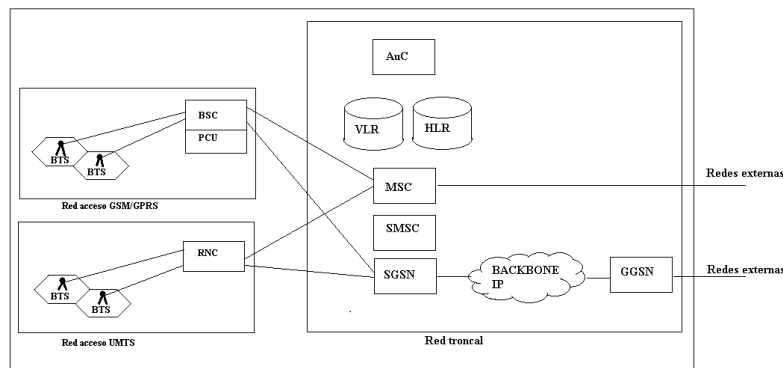 AuC
VLR
HLR
BSC
PCU
BTS
BTS
Red acceso GSM/GPRS
MSC
Redes externas
SMSC
RNC
SGSN
BACKBONE
IP
GGSN
Redes externas
BTS
BTS
Red acceso UMTS
Red troncal